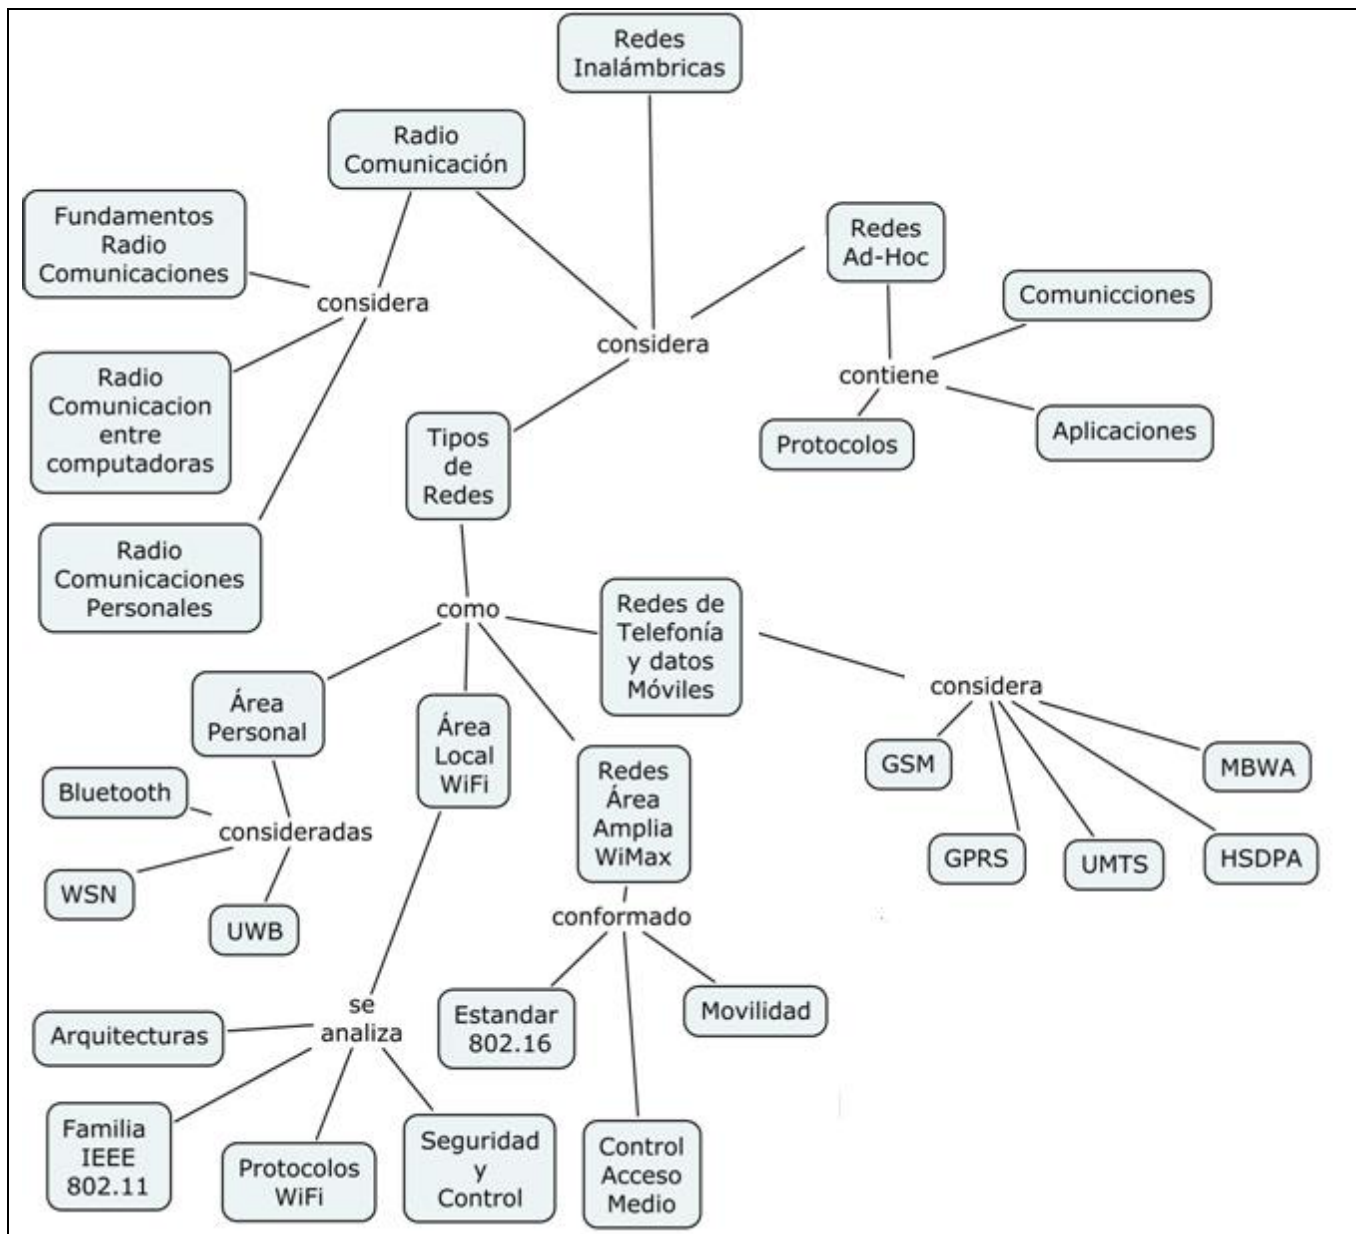 Redes
Inalámbricas
Radio
Comunicación
Fundamentos
Radio
Comunicaciones
considera
Radio
Comunicacion
entre
computadoras
Radio
Comunicaciones
Personales
considera
Redes
Ad-Hoc
contiene
Comunicciones
Aplicaciones
Protocolos
Tipos
de
Redes
como
Área
Personal
consideradas
Bluetooth
WSN
UWB
Área
Local
WiFi
se
analiza
Arquitecturas
Familia
IEEE
802.11
Protocolos
WiFi
Seguridad
y
Control
Redes
Área
Amplia
WiMax
conformado
Estandar
802.16
Control
Acceso
Medio
Movilidad
Redes de
Telefonía
y datos
Móviles
considera
GSM
GPRS
UMTS
HSDPA
MBWA